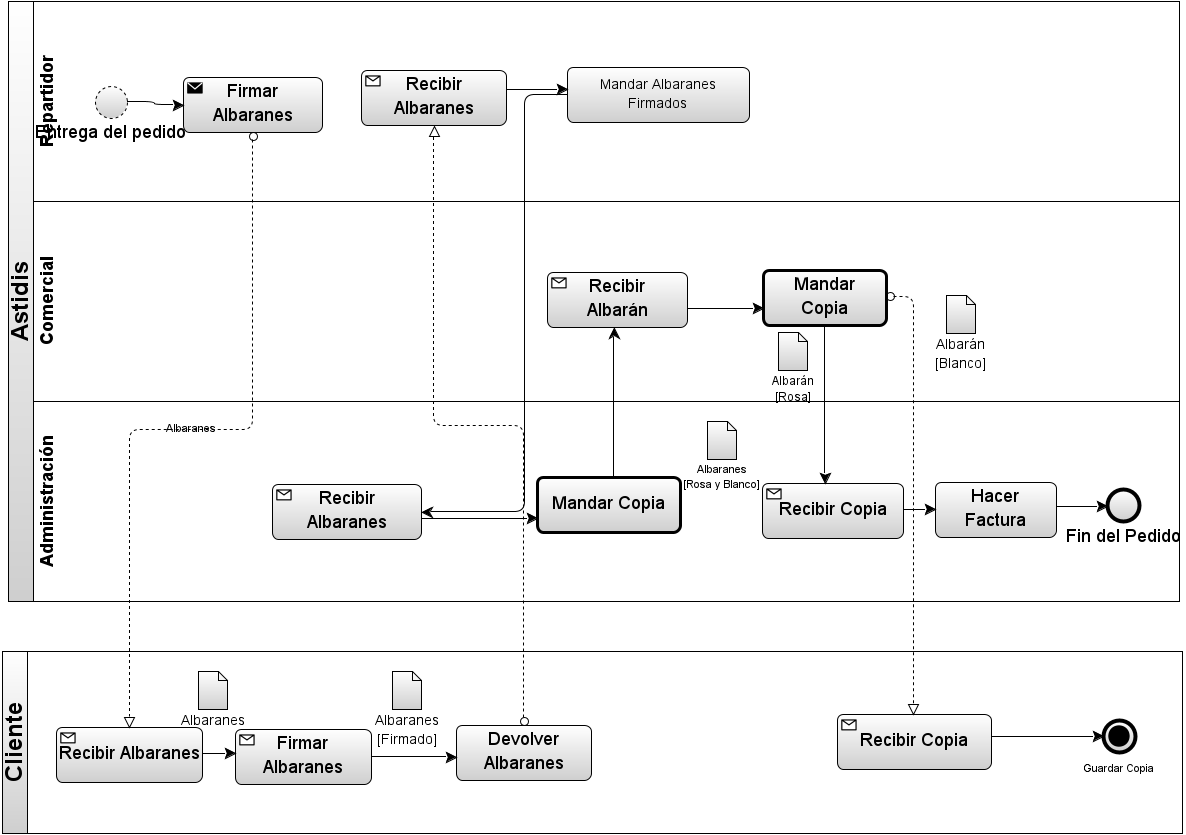 Astidis
Repartidor
Entrega del pedido
Firmar
Albaranes
Recibir
Albaranes
Mandar Albaranes
Firmados
Comercial
Recibir
Albarán
Mandar
Copia
Albarán
[Rosa]
Albarán
[Blanco]
Administración
Albaranes
Recibir
Albaranes
Mandar Copia
Albaranes
[Rosa y Blanco]
Recibir Copia
Hacer
Factura
Fin del Pedido
Cliente
Recibir Albaranes
Albaranes
Firmar
Albaranes
Albaranes
[Firmado]
Devolver
Albaranes
Recibir Copia
Guardar Copia